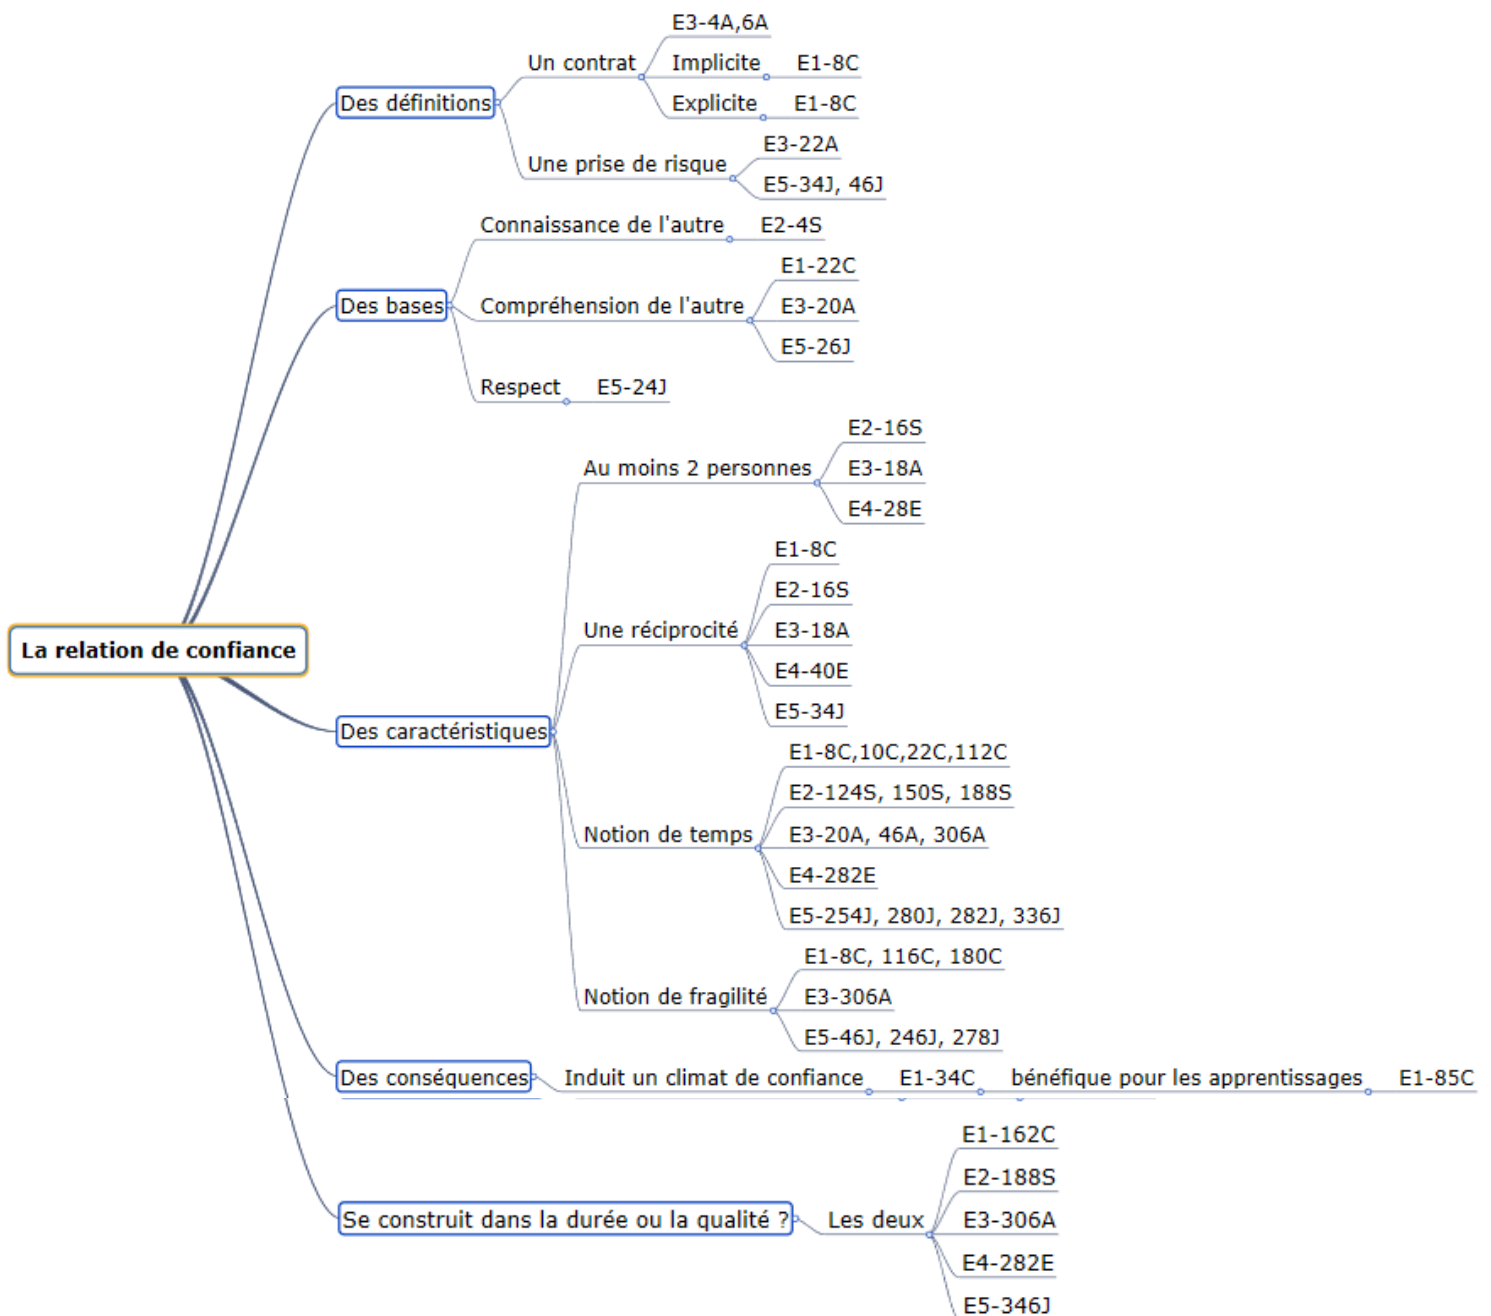 La relation de confiance
Des définitions
Un contrat
E3-4A,6A
Implicite
E1-8C
Explicite
E1-8C
Une prise de risque
E3-22A
E5-34J, 46J
Des bases
Connaissance de l'autre
E2-4S
Compréhension de l'autre
E1-22C
E3-20A
E5-26J
Respect
E5-24J
Des caractéristiques
Au moins 2 personnes
E2-16S
E3-18A
E4-28E
Une réciprocité
E1-8C
E2-16S
E3-18A
E4-40E
E5-34J
Notion de temps
E1-8C,10C,22C,112C
E2-124S, 150S, 188S
E3-20A, 46A, 306A
E4-282E
E5-254J, 280J, 282J, 336J
Notion de fragilité
E1-8C, 116C, 180C
E3-306A
E5-46J, 246J, 278J
Des conséquences
Induit un climat de confiance
E1-34C
bénéfique pour les apprentissages
E1-85C
Se construit dans la durée ou la qualité ?
Les deux
E1-162C
E2-188S
E3-306A
E4-282E
E5-346J